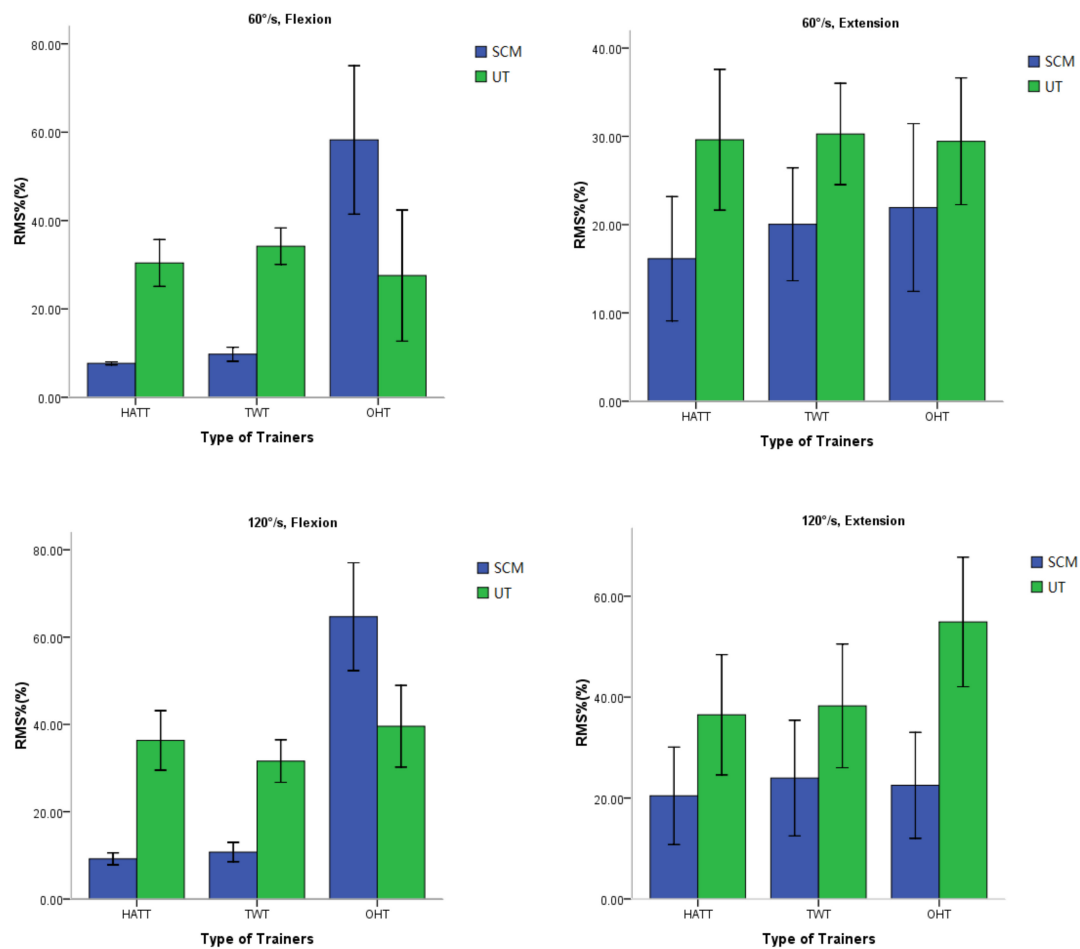 60°/s, Flexion
80.00
60.00
40.00
20.00
0.00
RMS%(%)
HATT TWT OHT
Type of Trainers
SCM
UT
60°/s, Extension
40.00
30.00
20.00
10.00
0.00
RMS%(%)
HATT TWT OHT
Type of Trainers
SCM
UT
120°/s, Flexion
80.00
60.00
40.00
20.00
0.00
RMS%(%)
HATT TWT OHT
Type of Trainers
SCM
UT
120°/s, Extension
60.00
40.00
20.00
0.00
RMS%(%)
HATT TWT OHT
Type of Trainers
SCM
UT